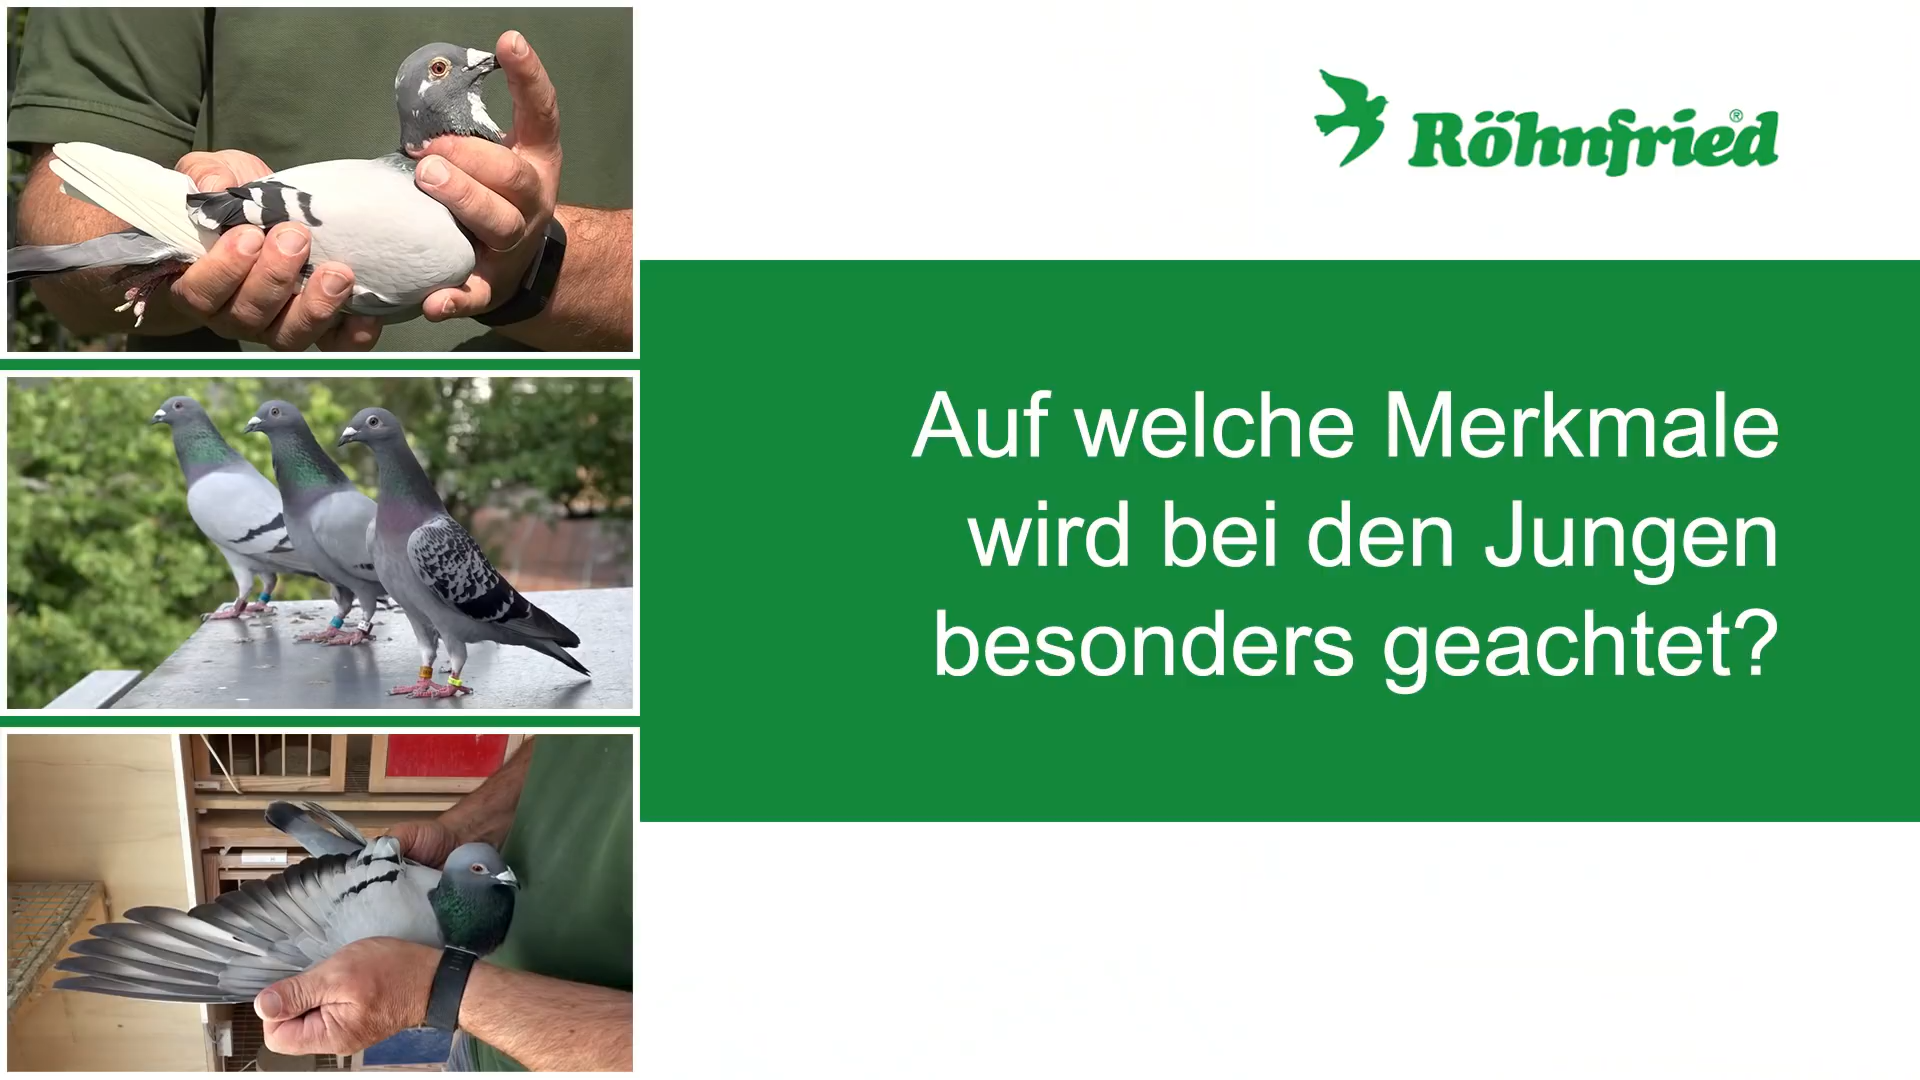 Röhnfried®
Auf welche Merkmale
wird bei den Jungen
besonders geachtet?